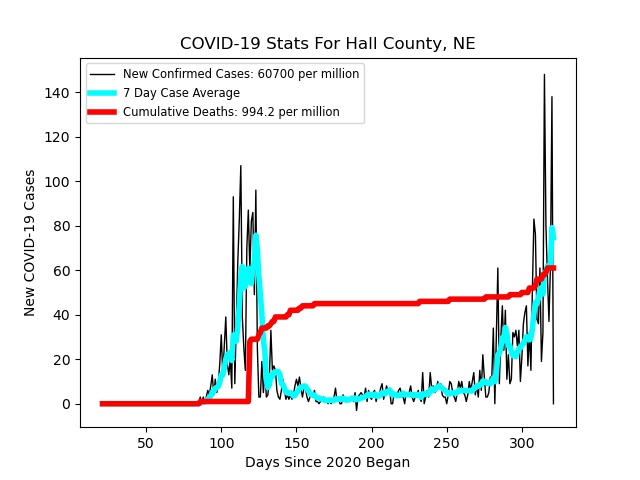 COVID-19 Stats For Hall County, NE
New Confirmed Cases: 60700 per million
7 Day Case Average
Cumulative Deaths: 994.2 per million
New COVID-19 Cases
140
120
100
80
60
40
20
0
50 100 150 200 250 300
Days Since 2020 Began